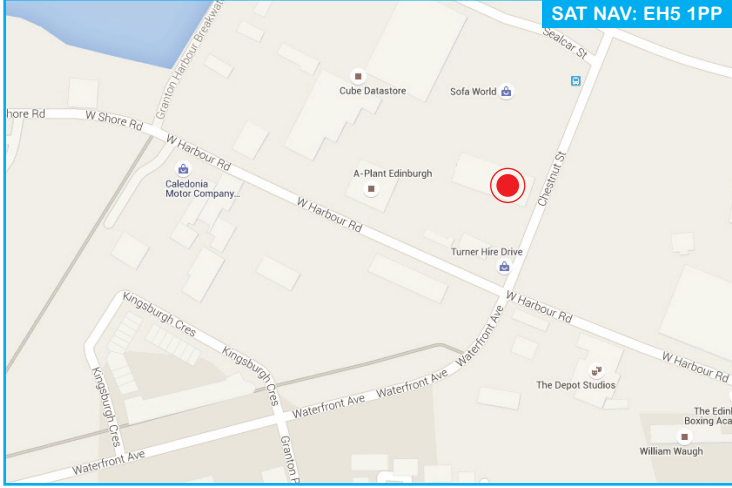 SAT NAV: EH5 1PP
Sealcar St
Granton Harbour Breakwa
Cube Datastore
Sofa World
hore Rd
W Shore Rd
W Harbour Rd
Caledonia
Motor Company...
A-Plant Edinburgh
Chestnut St
W Harbour Rd
Turner Hire Drive
W Harbour Rd
Kingsburgh Cres
Kingsburgh Cres
Kingsburgh Cres
Waterfront Ave
W Harbour Rd
The Depot Studios
Waterfront Ave
Waterfront Ave
The Edinb
Boxing Aca
Granton P
William Waugh
Waterfront Ave